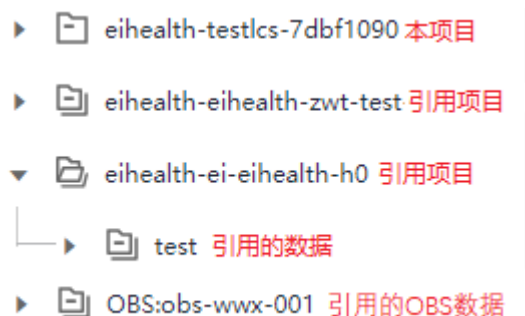 eihealth-testlcs-7dbf1090 本项目
eihealth-eihealth-zwt-test 引用项目
eihealth-ei-eihealth-h0 引用项目
test 引用的数据
OBS:obs-wwx-001 引用的OBS数据